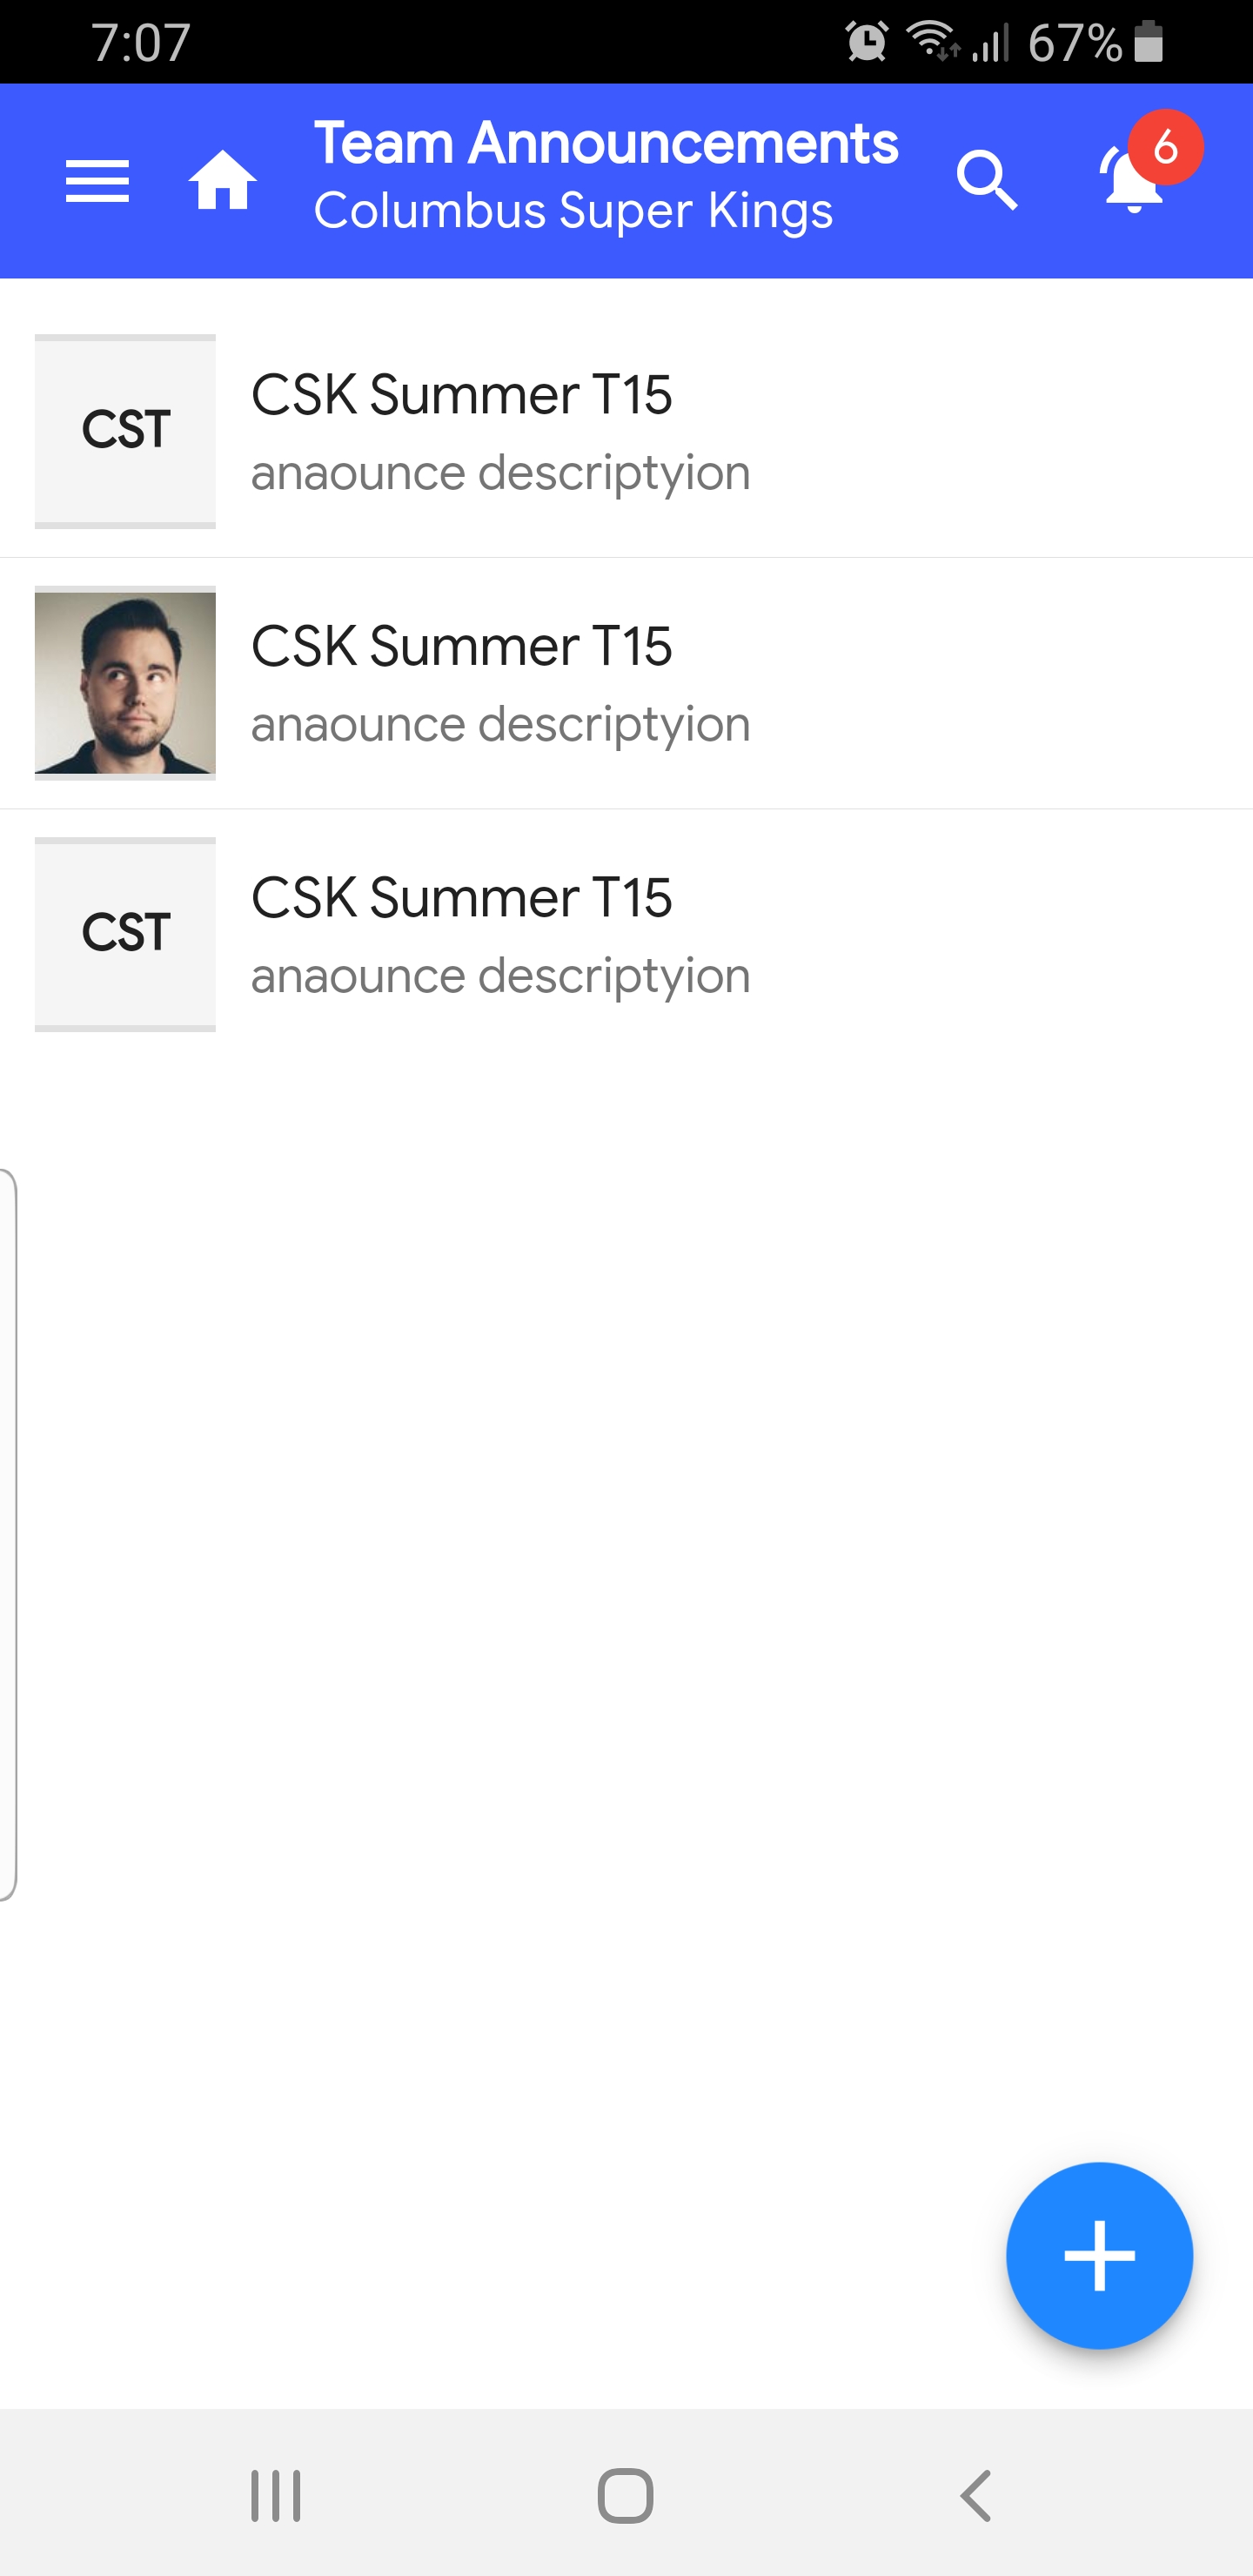 7:07
67%
Team Announcements
6
Columbus Super Kings
CST
CSK Summer T15
anaounce descriptyion
CSK Summer T15
anaounce descriptyion
CST
CSK Summer T15
anaounce descriptyion